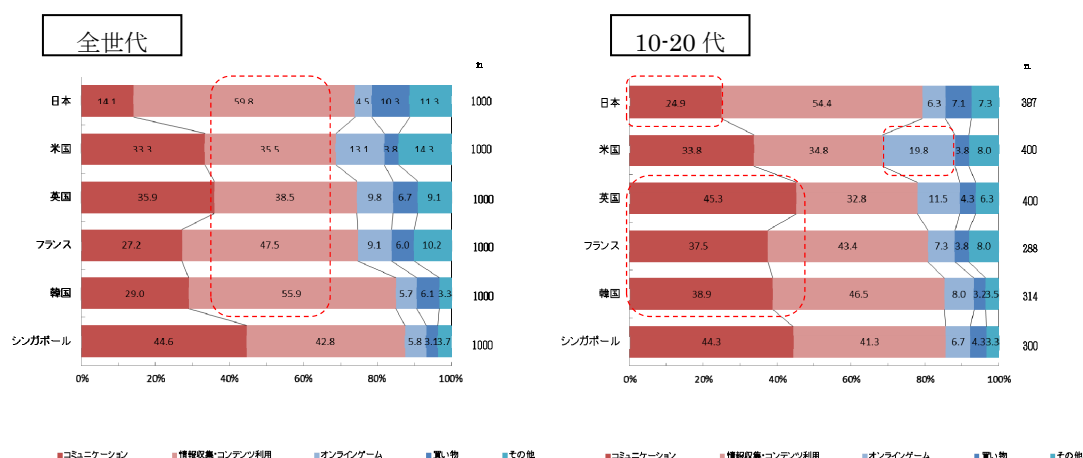 全世代
n
日本 14.1 59.8 4.5 10.3 11.3 1000
米国 33.3 35.5 13.1 3.8 14.3 1000
英国 35.9 38.5 9.8 6.7 9.1 1000
フランス 27.2 47.5 9.1 6.0 10.2 1000
韓国 29.0 55.9 5.7 6.1 3.3 1000
シンガポール 44.6 42.8 5.8 3.1 3.7 1000
0% 20% 40% 60% 80% 100%
コミュニケーション 情報収集・コンテンツ利用 オンラインゲーム 買い物 その他
10-20 代
n
日本 24.9 54.4 6.3 7.1 7.3 397
米国 33.8 34.8 19.8 3.8 8.0 400
英国 45.3 32.8 11.5 4.3 6.3 400
フランス 37.5 43.4 7.3 3.8 8.0 288
韓国 38.9 46.5 8.0 3.2 3.5 314
シンガポール 44.3 41.3 6.7 4.3 3.3 300
0% 20% 40% 60% 80% 100%
コミュニケーション 情報収集・コンテンツ利用 オンラインゲーム 買い物 その他